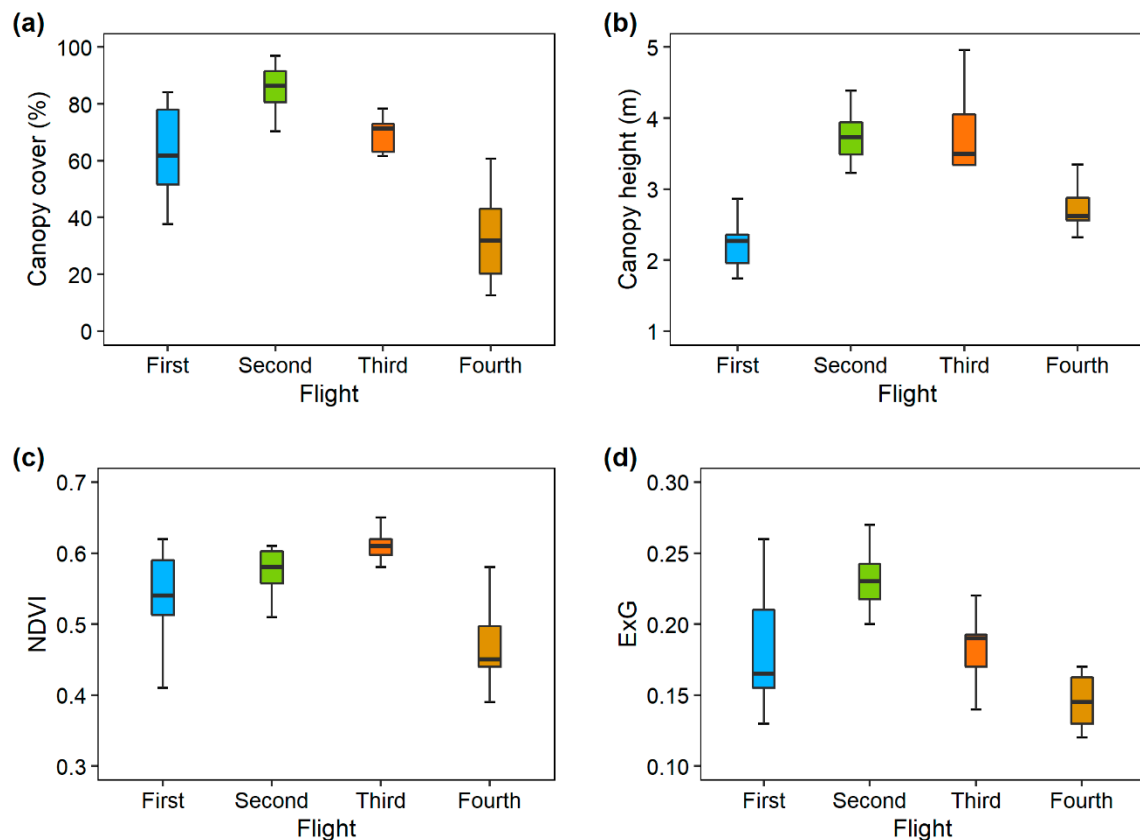 (a)
Canopy cover (%)
100
80
60
40
20
0
First Second Third Fourth
Flight
(b)
Canopy height (m)
5
4
3
2
1
First Second Third Fourth
Flight
(c)
NDVI
0.7
0.6
0.5
0.4
0.3
First Second Third Fourth
Flight
(d)
ExG
0.30
0.25
0.20
0.15
0.10
First Second Third Fourth
Flight